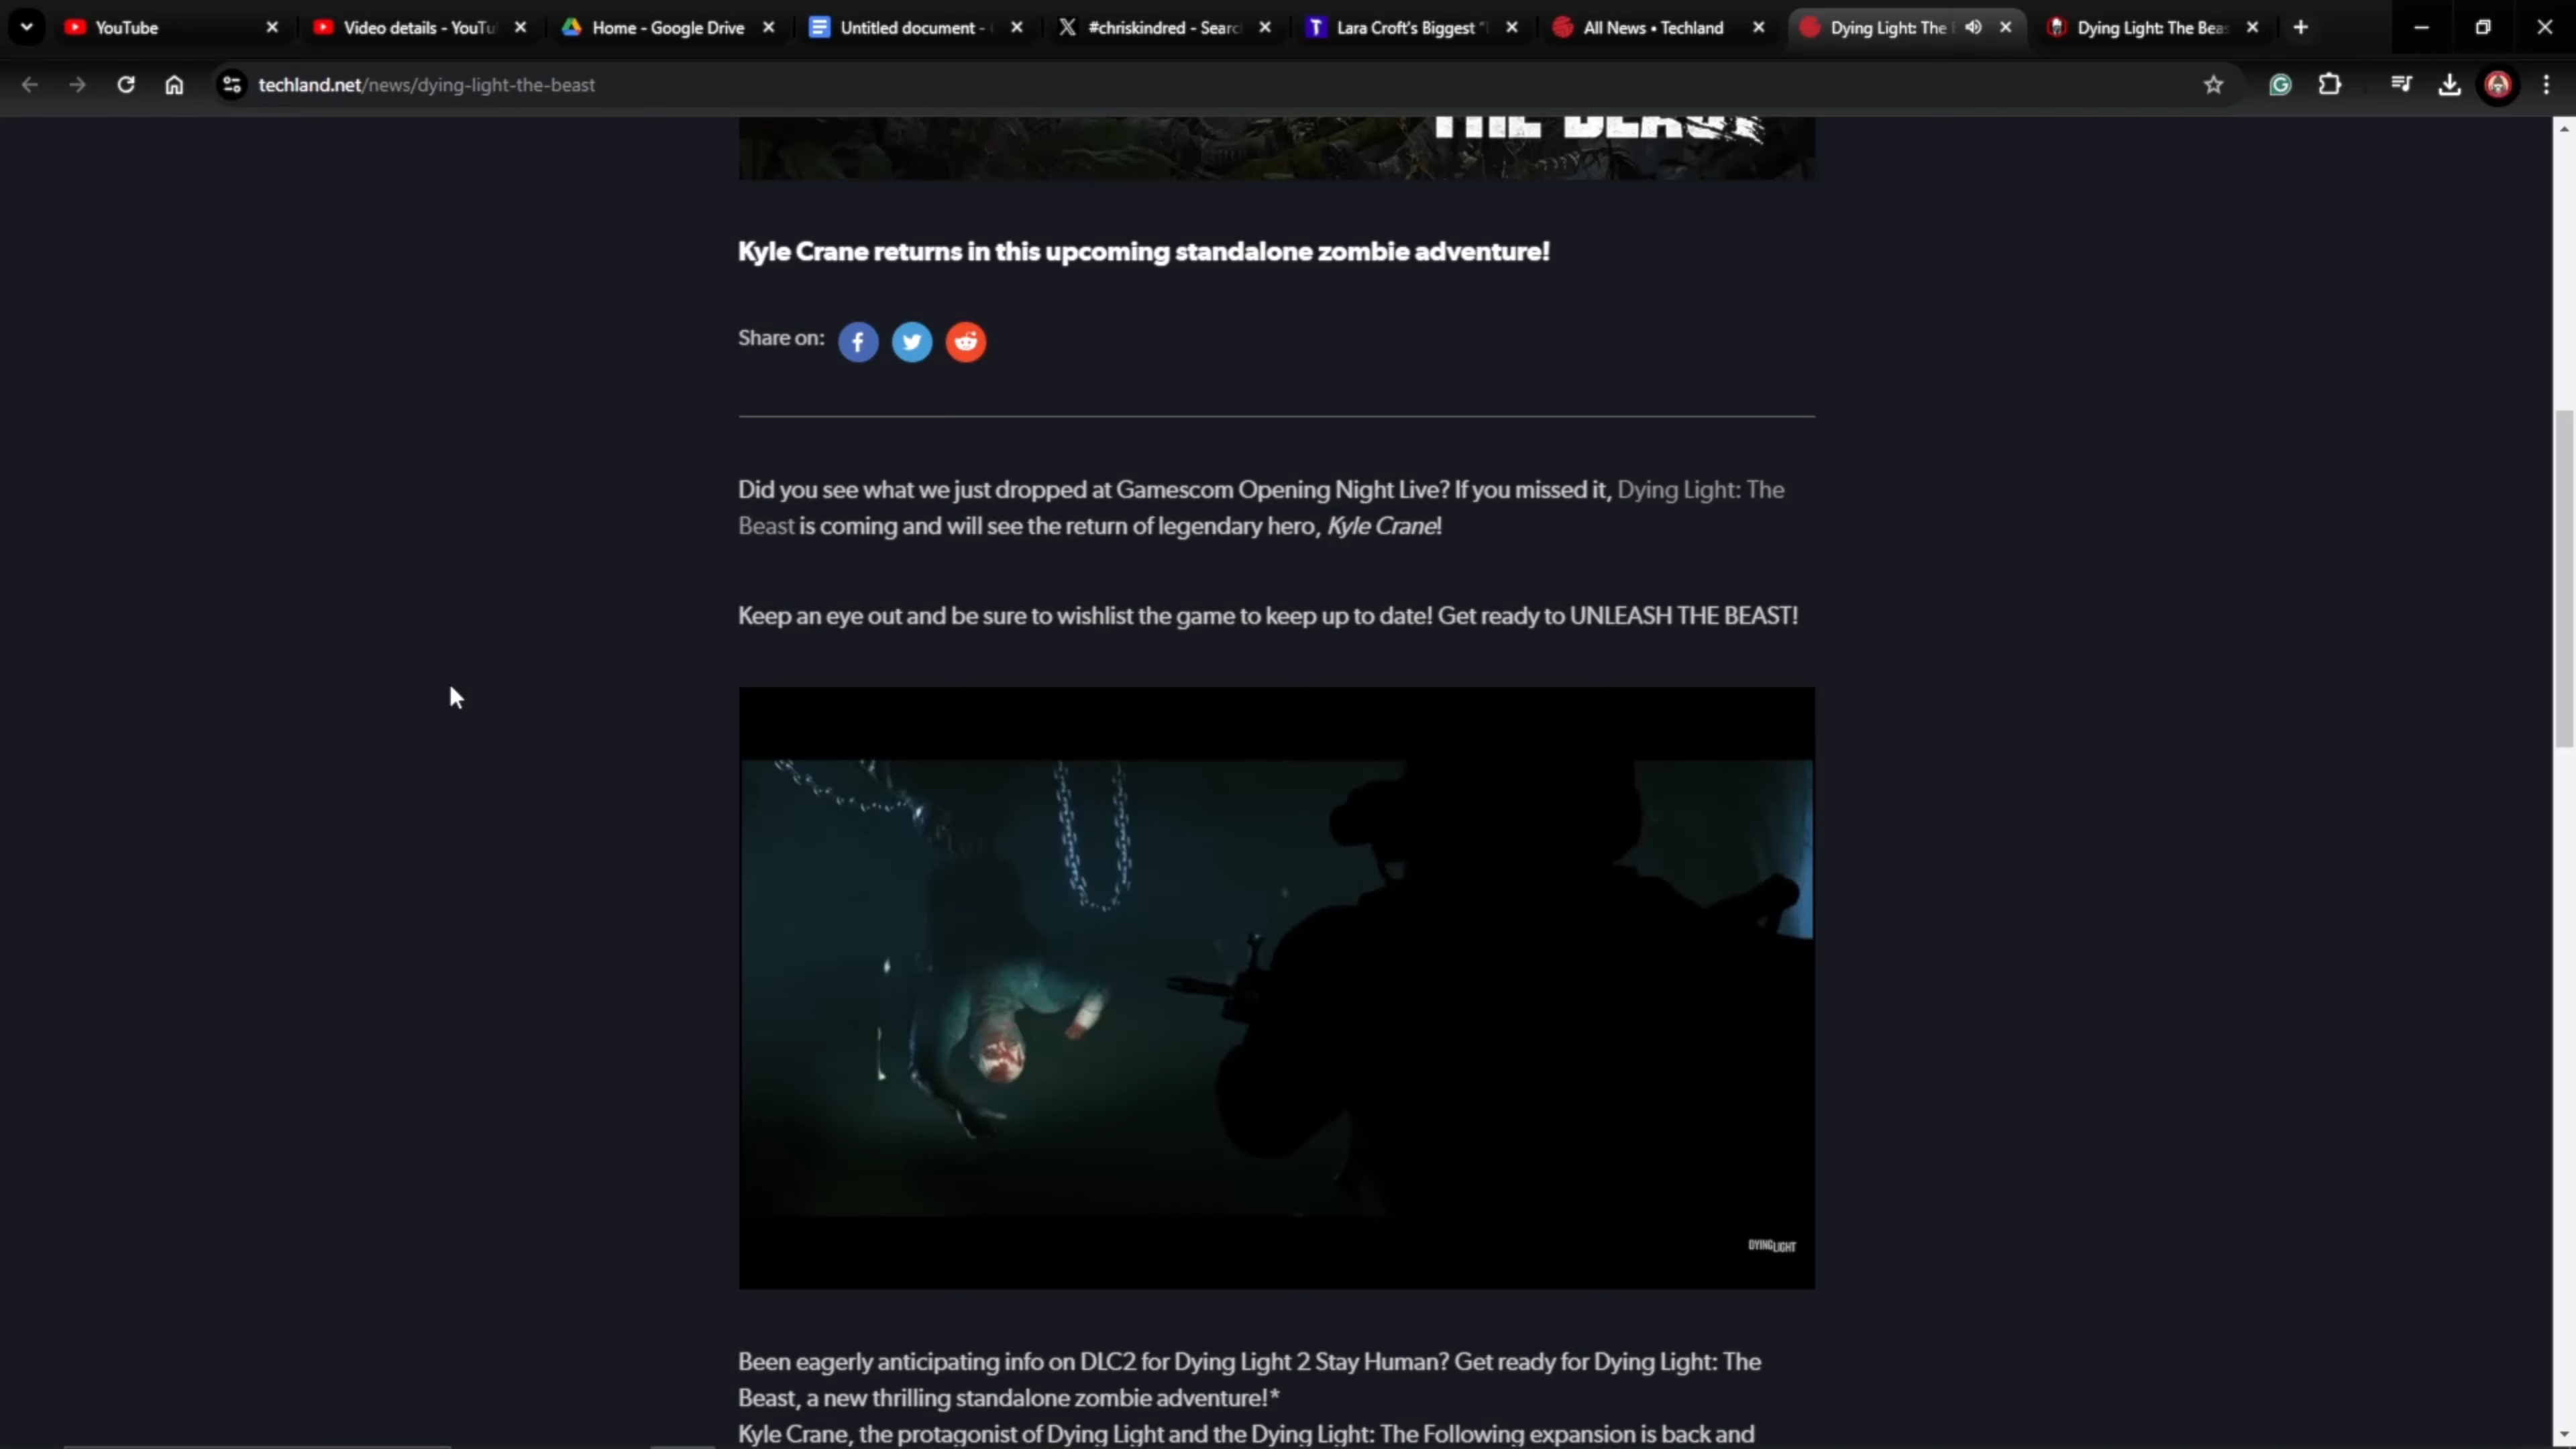 YouTube
Video details - YouTu
Home - Google Drive
Untitled document -
#chriskindred - Searc
Lara Croft's Biggest "
All News • Techland
Dying Light: The
Dying Light: The Beas
techland.net/news/dying-light-the-beast
THE BEAST
Kyle Crane returns in this upcoming standalone zombie adventure!
Share on:
Did you see what we just dropped at Gamescom Opening Night Live? If you missed it, Dying Light: The
Beast is coming and will see the return of legendary hero, Kyle Crane!
Keep an eye out and be sure to wishlist the game to keep up to date! Get ready to UNLEASH THE BEAST!
DYING LIGHT
Been eagerly anticipating info on DLC2 for Dying Light 2 Stay Human? Get ready for Dying Light: The
Beast, a new thrilling standalone zombie adventure!*
Kyle Crane, the protagonist of Dying Light and the Dying Light: The Following expansion is back and